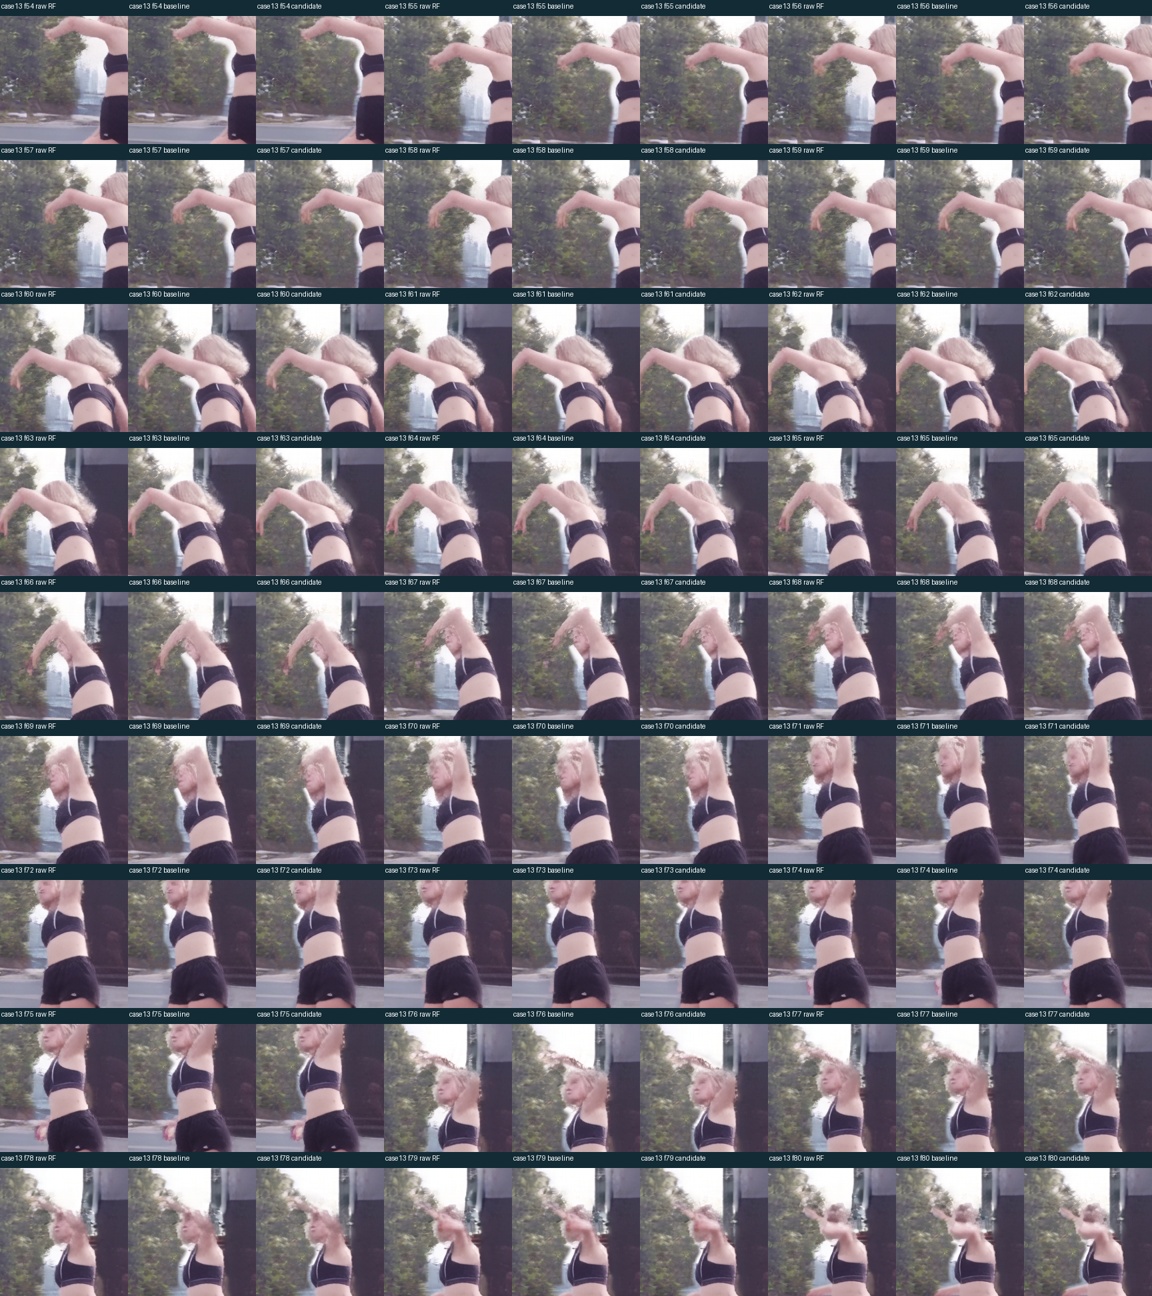 case13 f54 raw RF case13 f54 baseline case13 f54 candidate case13 f55 raw RF case13 f55 baseline case13 f55 candidate case13 f56 raw RF case13 f56 baseline case13 f56 candidate
case13 f57 raw RF case13 f57 baseline case13 f57 candidate case13 f58 raw RF case13 f58 baseline case13 f58 candidate case13 f59 raw RF case13 f59 baseline case13 f59 candidate
case13 f60 raw RF case13 f60 baseline case13 f60 candidate case13 f61 raw RF case13 f61 baseline case13 f61 candidate case13 f62 raw RF case13 f62 baseline case13 f62 candidate
case13 f63 raw RF case13 f63 baseline case13 f63 candidate case13 f64 raw RF case13 f64 baseline case13 f64 candidate case13 f65 raw RF case13 f65 baseline case13 f65 candidate
case13 f66 raw RF case13 f66 baseline case13 f66 candidate case13 f67 raw RF case13 f67 baseline case13 f67 candidate case13 f68 raw RF case13 f68 baseline case13 f68 candidate
case13 f69 raw RF case13 f69 baseline case13 f69 candidate case13 f70 raw RF case13 f70 baseline case13 f70 candidate case13 f71 raw RF case13 f71 baseline case13 f71 candidate
case13 f72 raw RF case13 f72 baseline case13 f72 candidate case13 f73 raw RF case13 f73 baseline case13 f73 candidate case13 f74 raw RF case13 f74 baseline case13 f74 candidate
case13 f75 raw RF case13 f75 baseline case13 f75 candidate case13 f76 raw RF case13 f76 baseline case13 f76 candidate case13 f77 raw RF case13 f77 baseline case13 f77 candidate
case13 f78 raw RF case13 f78 baseline case13 f78 candidate case13 f79 raw RF case13 f79 baseline case13 f79 candidate case13 f80 raw RF case13 f80 baseline case13 f80 candidate